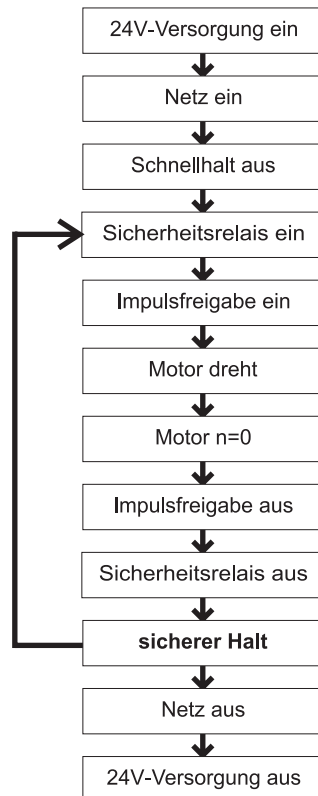 24V-Versorgung ein
Netz ein
Schnellhalt aus
Sicherheitsrelais ein
Impulsfreigabe ein
Motor dreht
Motor n=0
Impulsfreigabe aus
Sicherheitsrelais aus
sicherer Halt
Netz aus
24V-Versorgung aus